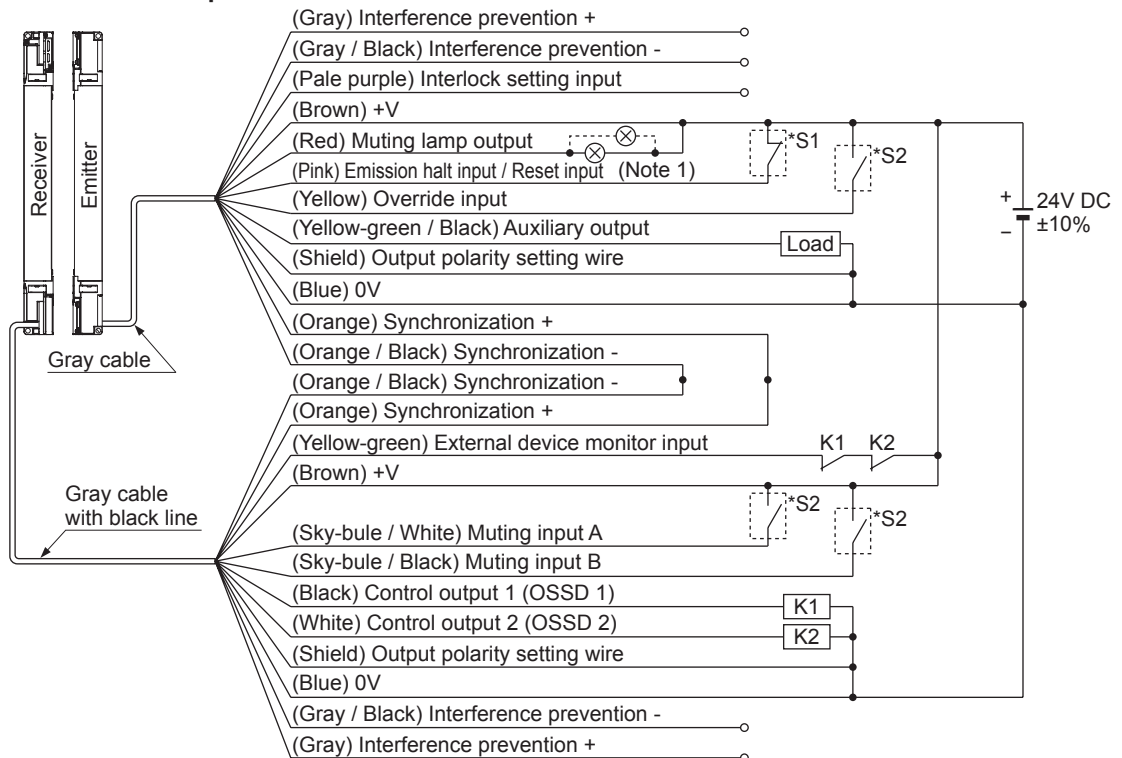 (Gray) Interference prevention +
(Gray / Black) Interference prevention -
(Pale purple) Interlock setting input
(Brown) +V
(Red) Muting lamp output
*S1
*S2
(Pink) Emission halt input / Reset input (Note 1)
(Yellow) Override input
+ 24V DC
- ±10%
(Yellow-green / Black) Auxiliary output
Load
(Shield) Output polarity setting wire
(Blue) 0V
Receiver
Emitter
(Orange) Synchronization +
Gray cable
(Orange / Black) Synchronization -
(Orange / Black) Synchronization -
(Orange) Synchronization +
(Yellow-green) External device monitor input
K1 K2
(Brown) +V
Gray cable
with black line
*S2
*S2
(Sky-bule / White) Muting input A
(Sky-bule / Black) Muting input B
(Black) Control output 1 (OSSD 1)
K1
(White) Control output 2 (OSSD 2)
K2
(Shield) Output polarity setting wire
(Blue) 0V
(Gray / Black) Interference prevention -
(Gray) Interference prevention +